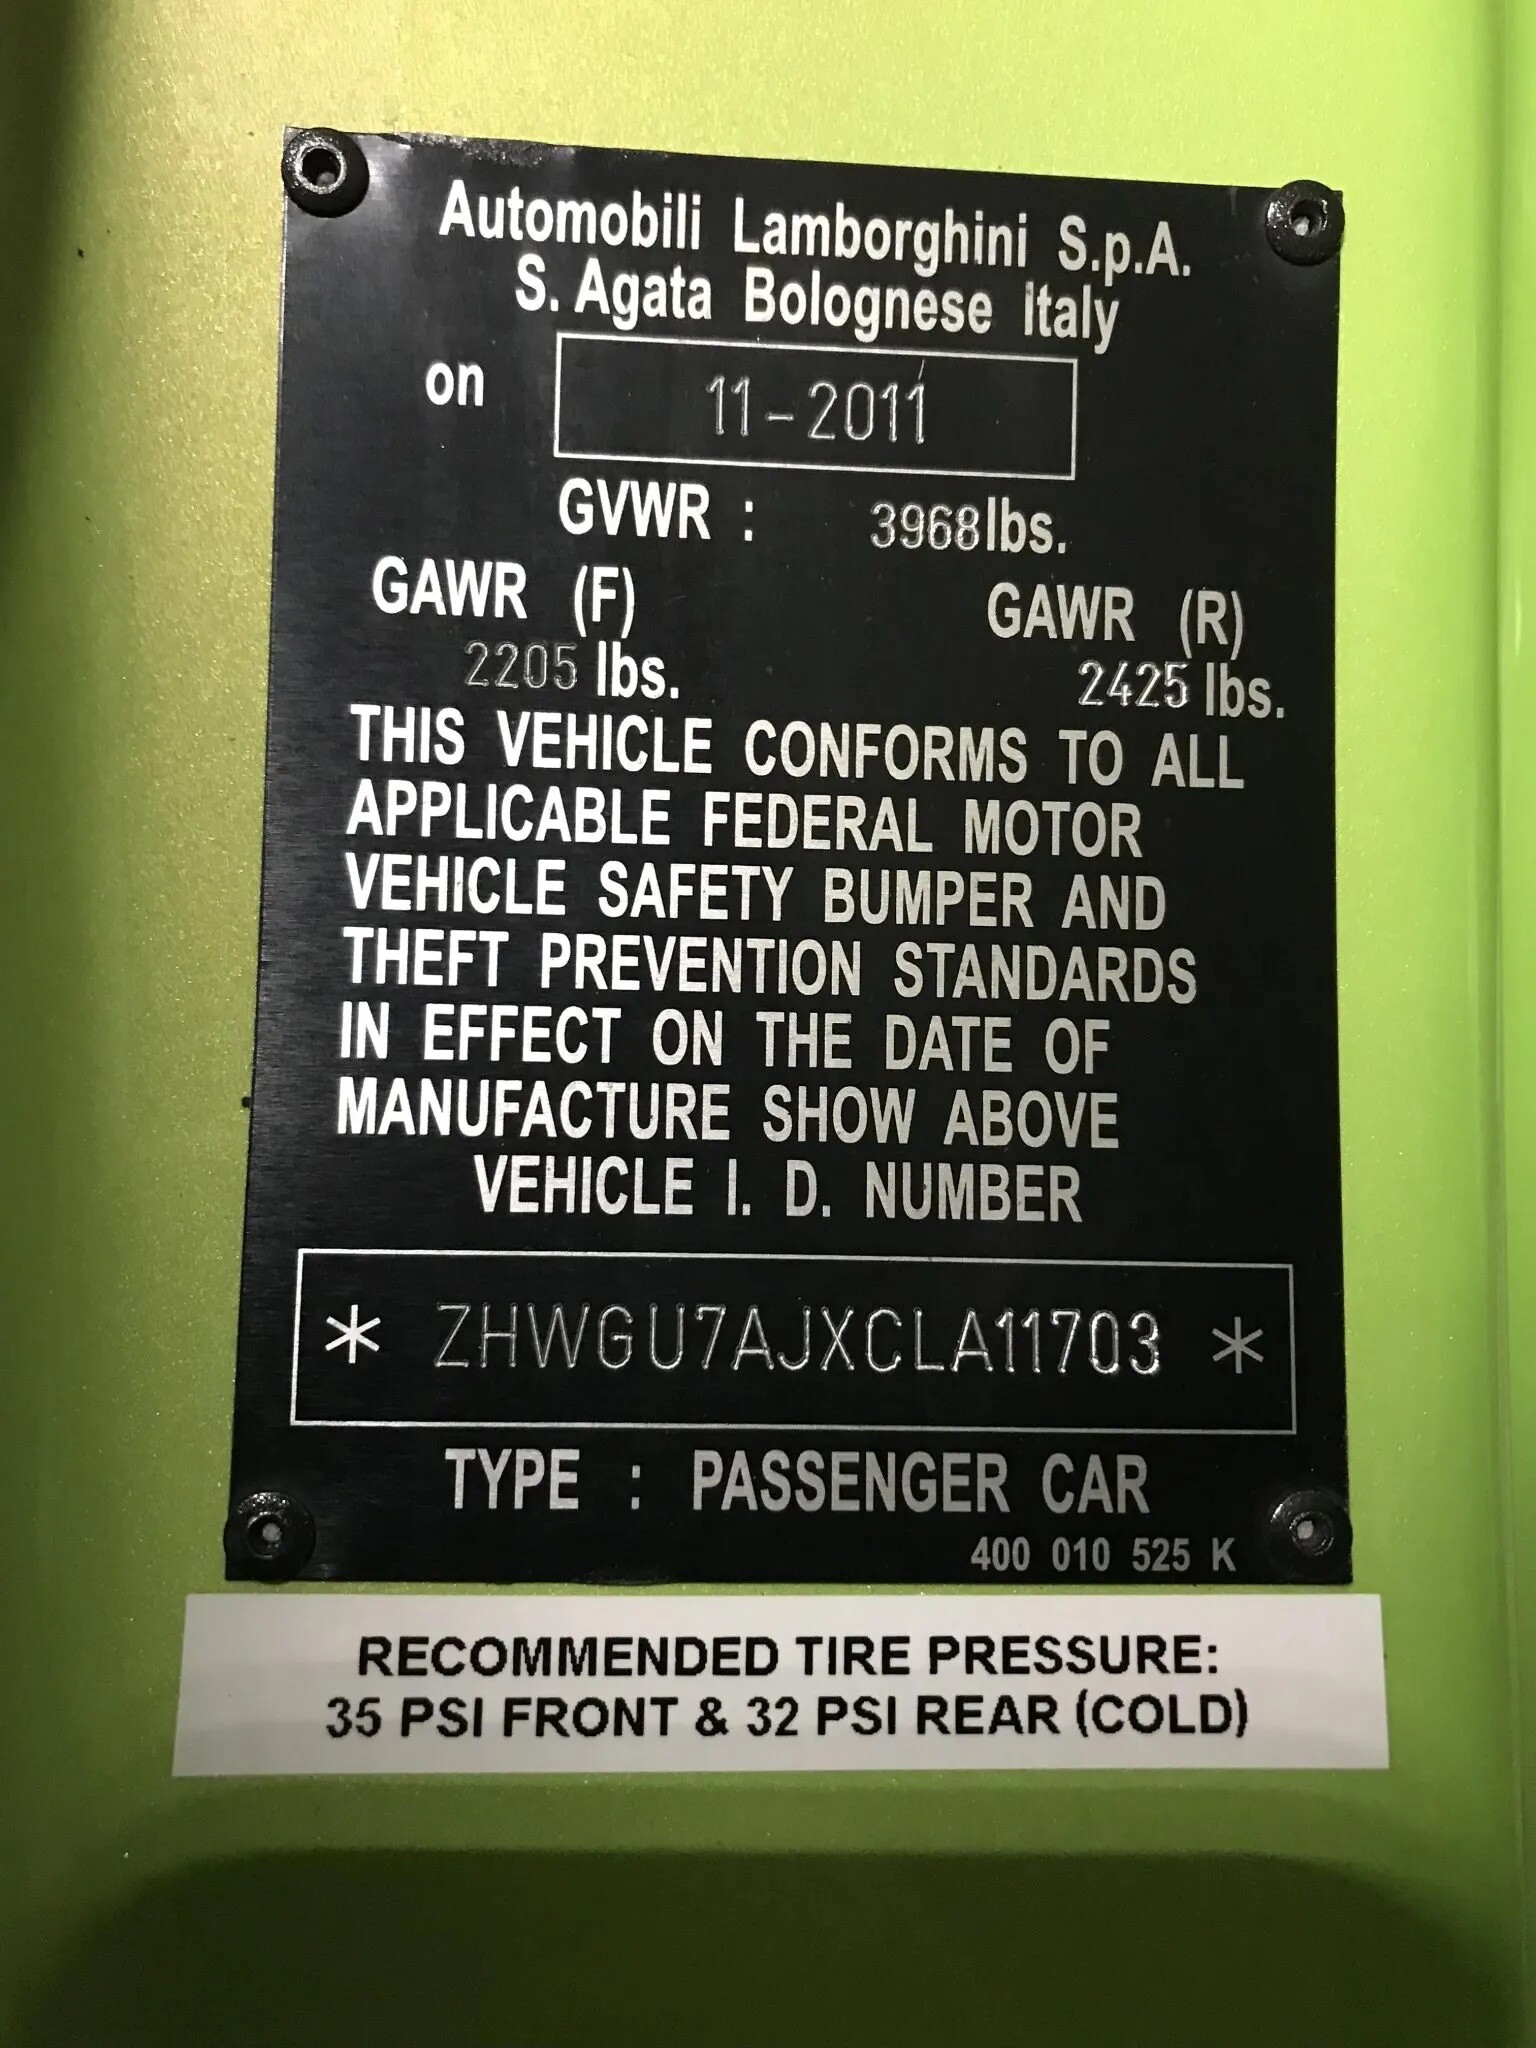 Automobili Lamborghini S.p.A.
S. Agata Bolognese Italy
on 11-2011
GVWR : 3968 lbs.
GAWR (F) GAWR (R)
2205 lbs. 2425 lbs.
THIS VEHICLE CONFORMS TO ALL
APPLICABLE FEDERAL MOTOR
VEHICLE SAFETY BUMPER AND
THEFT PREVENTION STANDARDS
IN EFFECT ON THE DATE OF
MANUFACTURE SHOW ABOVE
VEHICLE I. D. NUMBER
* ZHWGU7AJXCLA11703 *
TYPE : PASSENGER CAR
400 010 525 K
RECOMMENDED TIRE PRESSURE:
35 PSI FRONT & 32 PSI REAR (COLD)